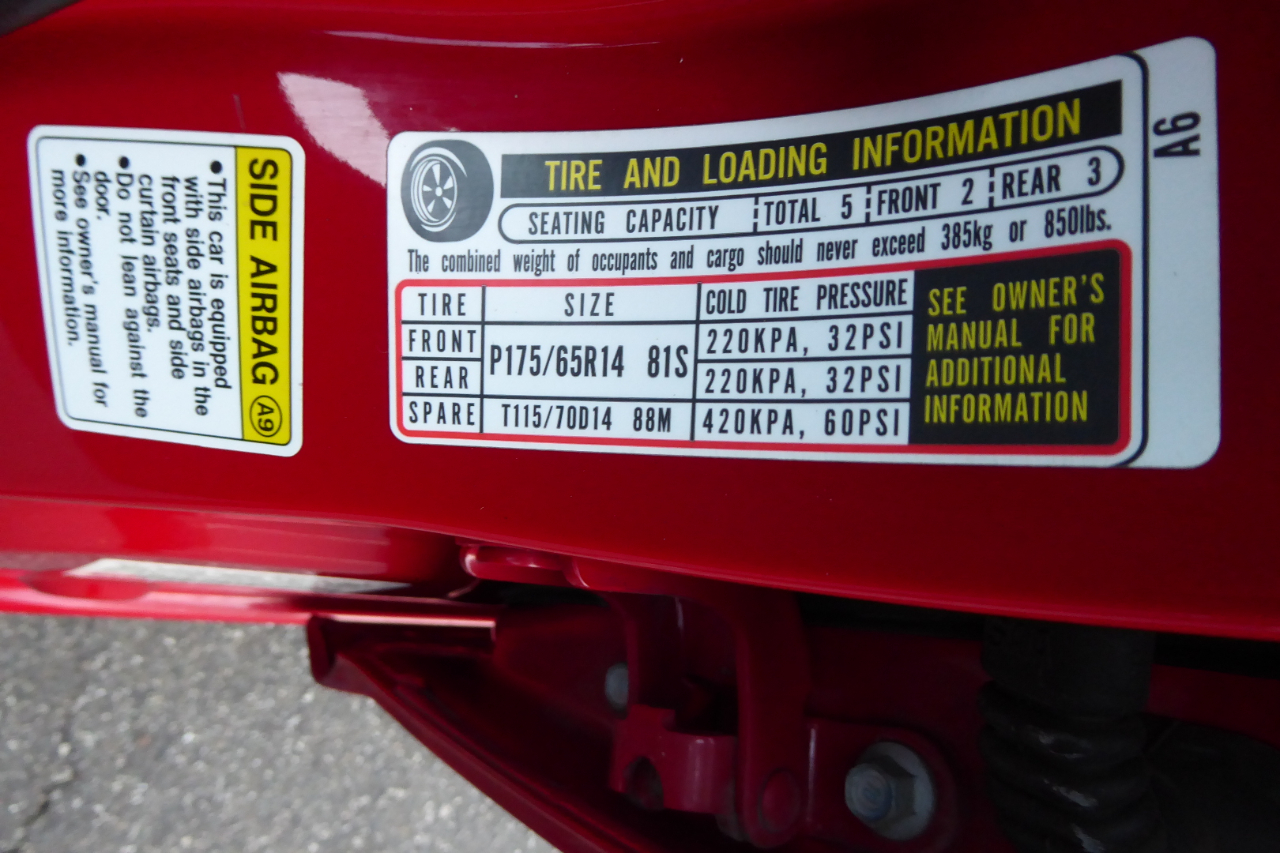 SIDE AIRBAG A9
●This car is equipped
with side airbags in the
front seats and side
curtain airbags.
●Do not lean against the
door.
●See owner's manual for
more information.
TIRE AND LOADING INFORMATION
SEATING CAPACITY TOTAL 5 FRONT 2 REAR 3
The combined weight of occupants and cargo should never exceed 385kg or 850lbs.
TIRE SIZE COLD TIRE PRESSURE
FRONT P175/65R14 81S 220KPA, 32PSI
REAR 220KPA, 32PSI
SPARE T115/70D14 88M 420KPA, 60PSI
SEE OWNER'S
MANUAL FOR
ADDITIONAL
INFORMATION
A6